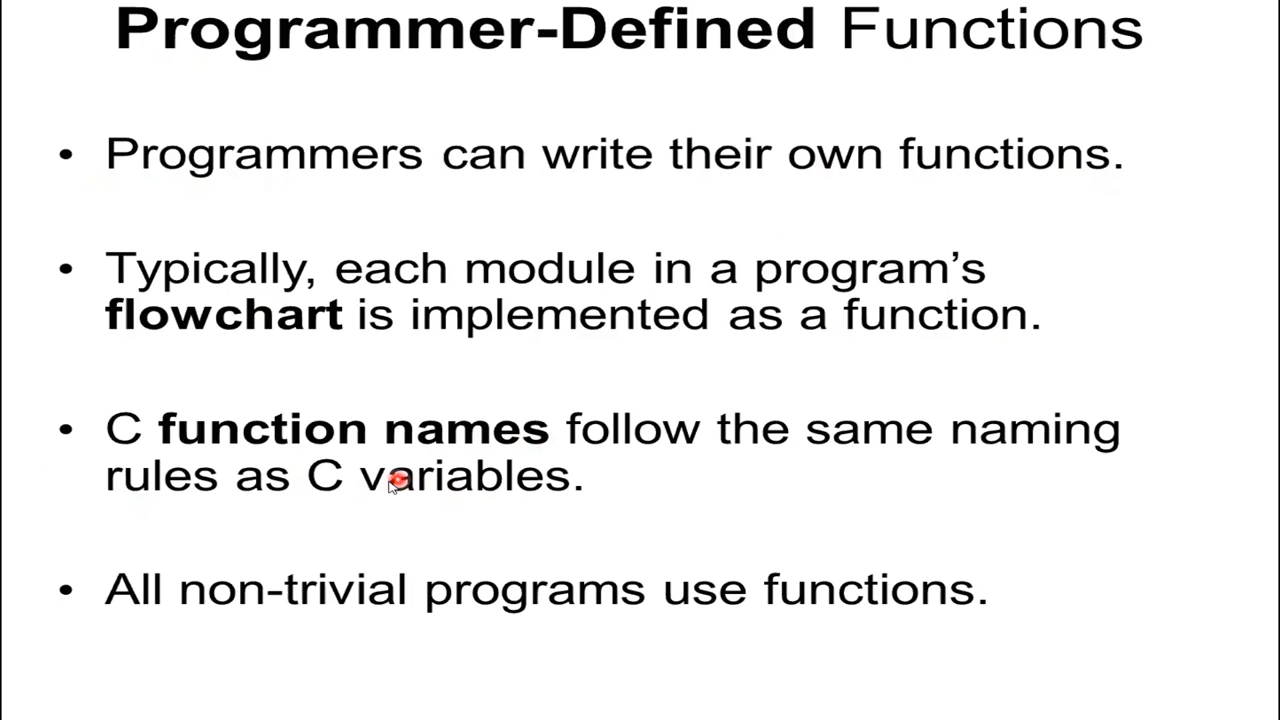 Programmer-Defined Functions
• Programmers can write their own functions.
• Typically, each module in a program’s
flowchart is implemented as a function.
• C function names follow the same naming
rules as C variables.
• All non-trivial programs use functions.